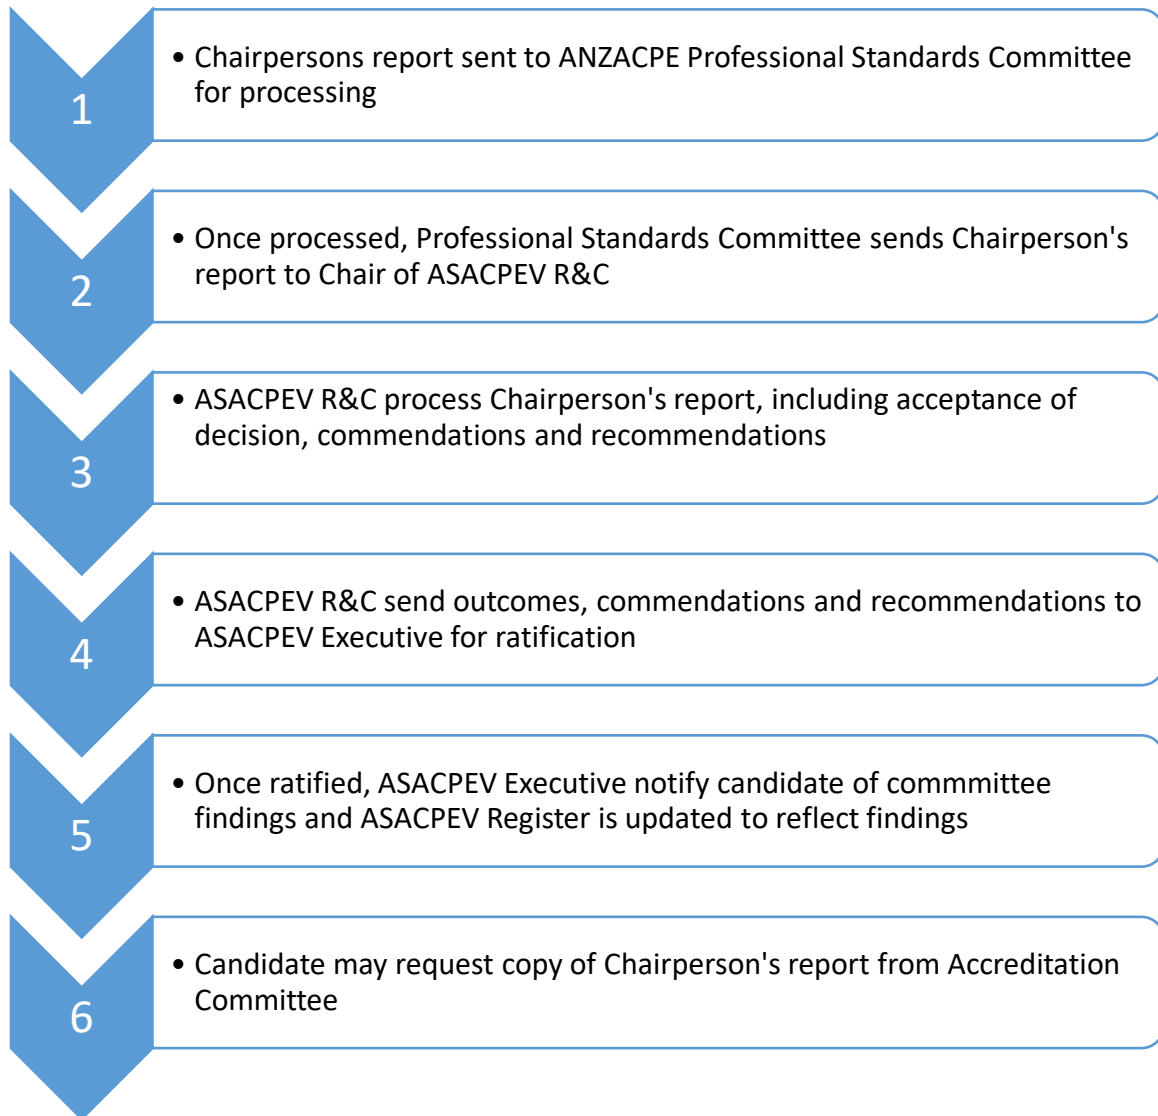 1
• Chairpersons report sent to ANZACPE Professional Standards Committee
for processing
2
• Once processed, Professional Standards Committee sends Chairperson's
report to Chair of ASACPEV R&C
3
• ASACPEV R&C process Chairperson's report, including acceptance of
decision, commendations and recommendations
4
• ASACPEV R&C send outcomes, commendations and recommendations to
ASACPEV Executive for ratification
5
• Once ratified, ASACPEV Executive notify candidate of commmittee
findings and ASACPEV Register is updated to reflect findings
6
• Candidate may request copy of Chairperson's report from Accreditation
Committee